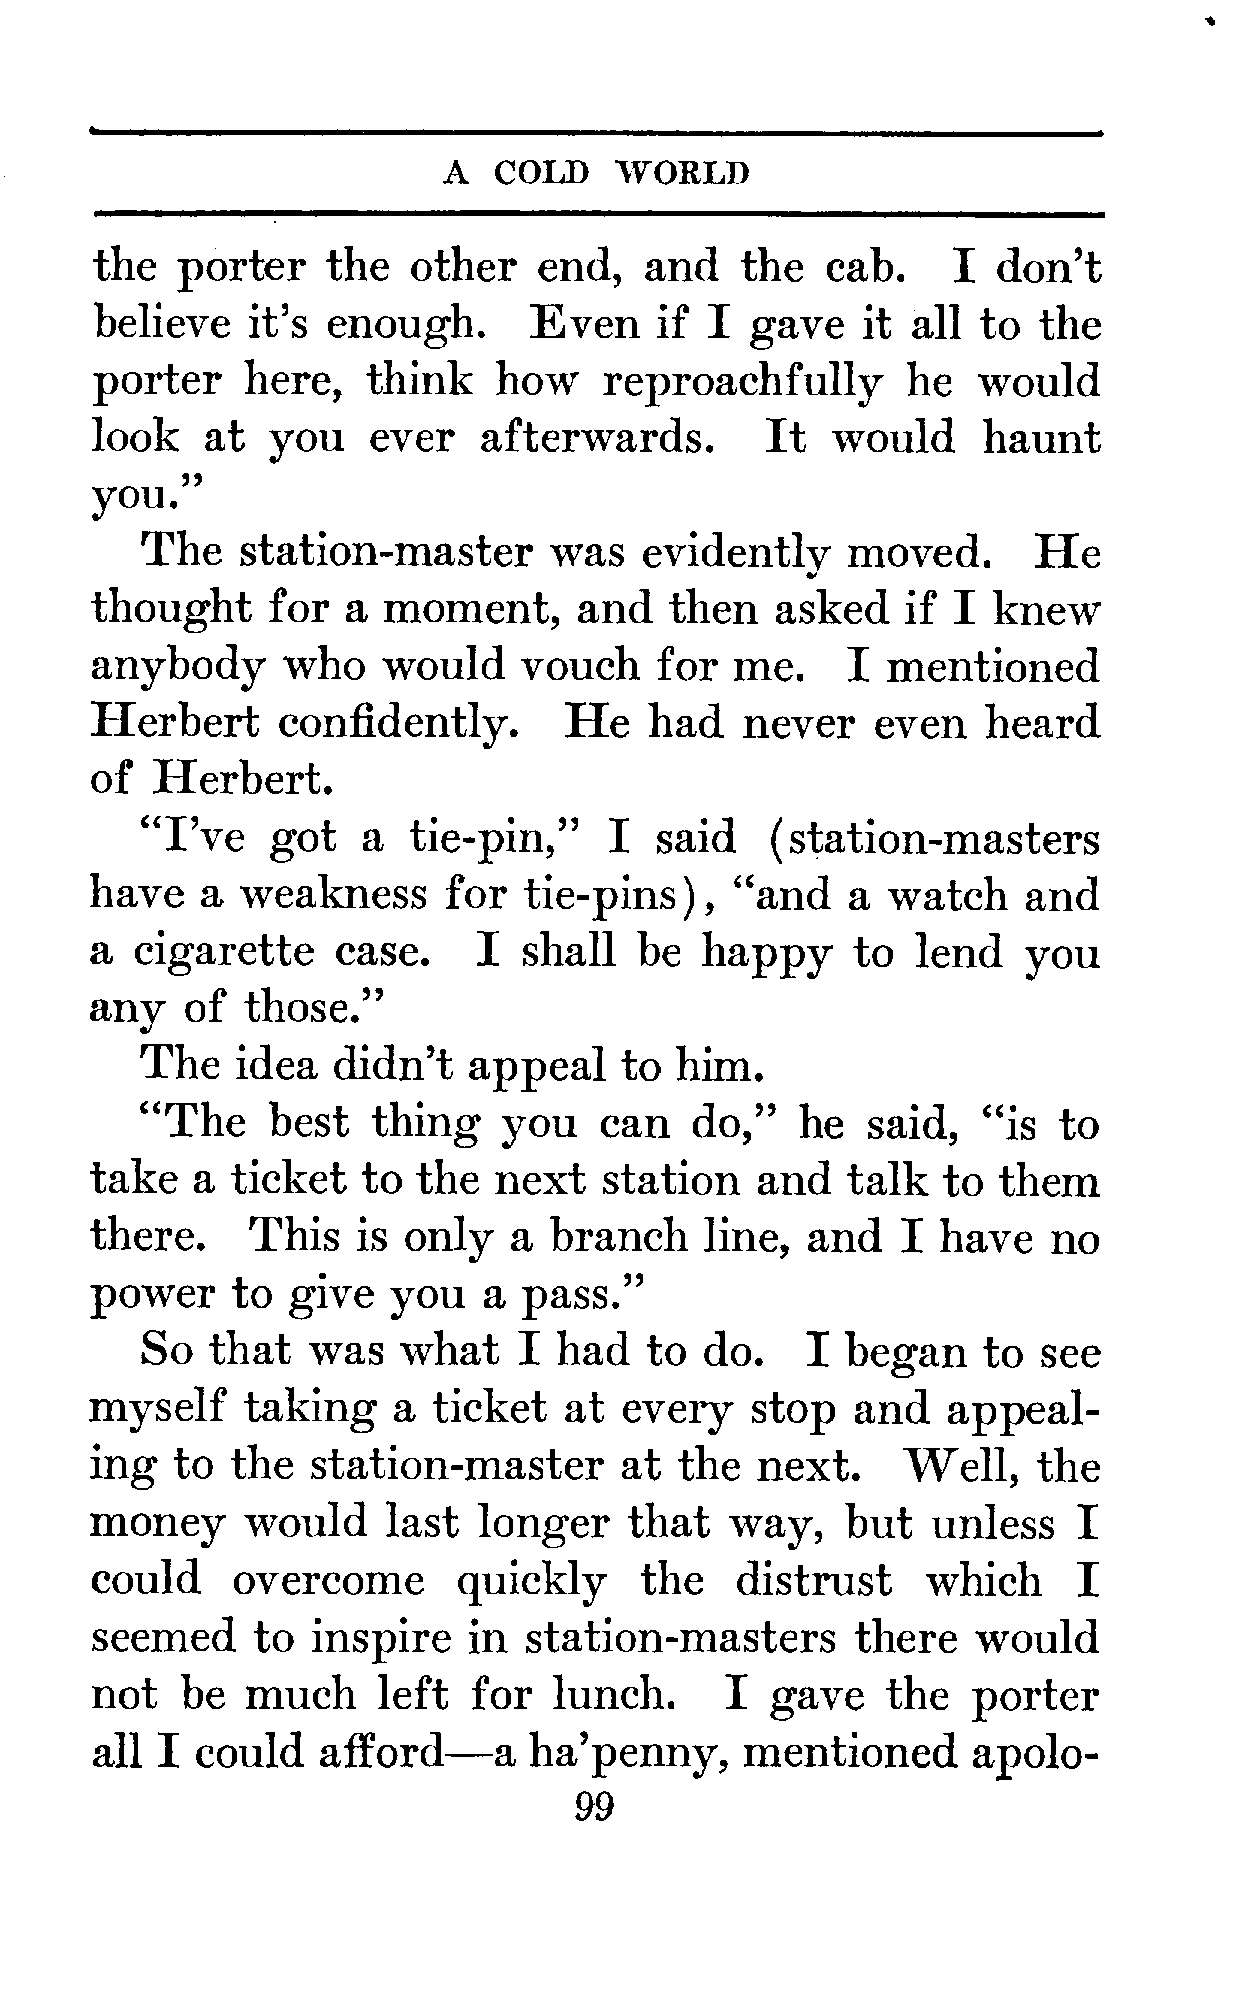 A COLD WORLD
the porter the other end, and the cab. I don't
believe it's enough. Even if I gave it all to the
porter here, think how reproachfully he would
look at you ever afterwards. It would haunt
you."
The station-master was evidently moved. He
thought for a moment, and then asked if I knew
anybody who would vouch for me. I mentioned
Herbert confidently. He had never even heard
of Herbert.
"I've got a tie-pin," I said (station-masters
have a weakness for tie-pins), "and a watch and
a cigarette case. I shall be happy to lend you
any of those."
The idea didn't appeal to him.
"The best thing you can do," he said, "is to
take a ticket to the next station and talk to them
there. This is only a branch line, and I have no
power to give you a pass."
So that was what I had to do. I began to see
myself taking a ticket at every stop and appeal-
ing to the station-master at the next. Well, the
money would last longer that way, but unless I
could overcome quickly the distrust which I
seemed to inspire in station-masters there would
not be much left for lunch. I gave the porter
all I could afford—a ha'penny, mentioned apolo-
99